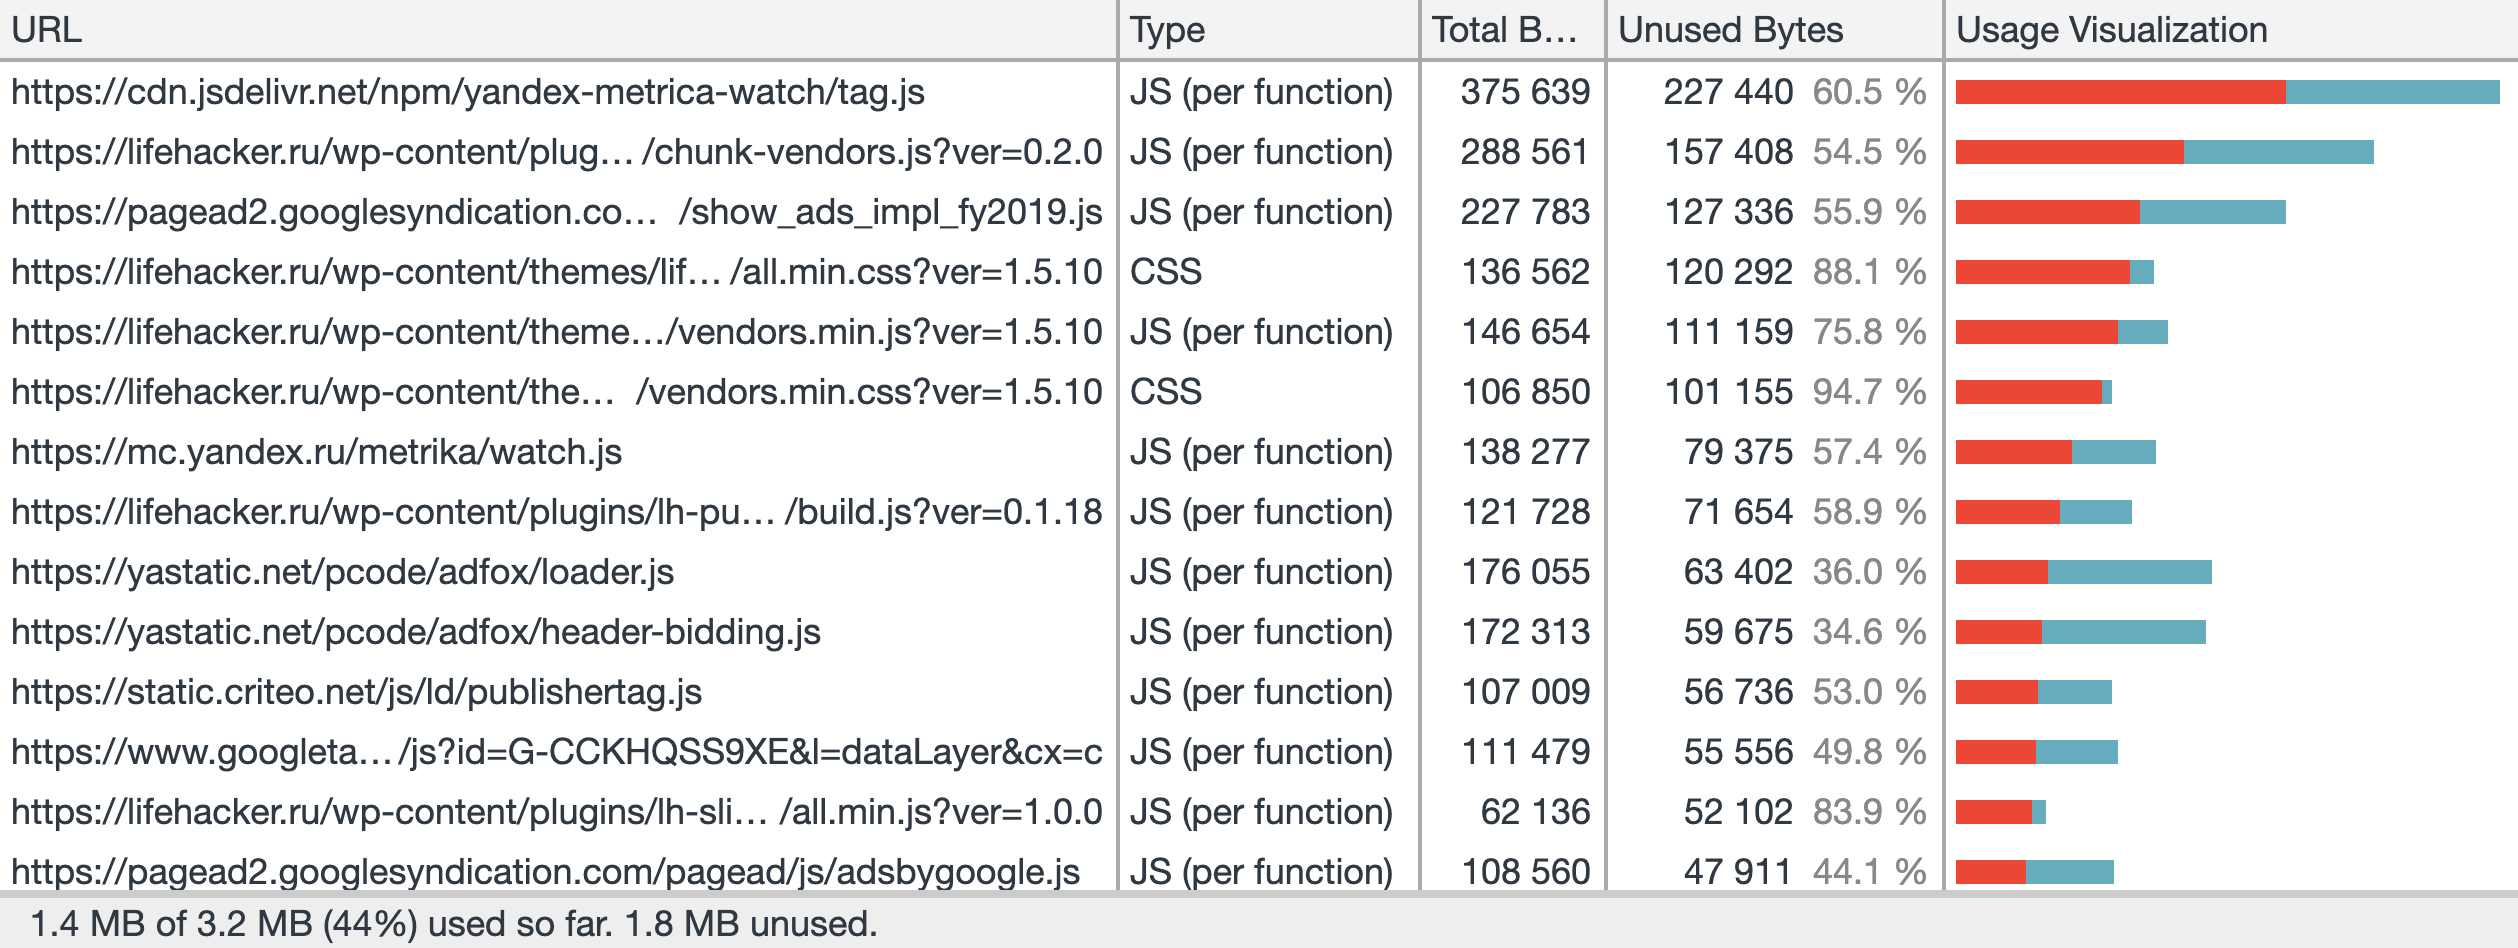 URL Type Total B… Unused Bytes Usage Visualization
https://cdn.jsdelivr.net/npm/yandex-metrica-watch/tag.js JS (per function) 375 639 227 440 60.5 %
https://lifehacker.ru/wp-content/plug… /chunk-vendors.js?ver=0.2.0 JS (per function) 288 561 157 408 54.5 %
https://pagead2.googlesyndication.co… /show_ads_impl_fy2019.js JS (per function) 227 783 127 336 55.9 %
https://lifehacker.ru/wp-content/themes/lif… /all.min.css?ver=1.5.10 CSS 136 562 120 292 88.1 %
https://lifehacker.ru/wp-content/theme…/vendors.min.js?ver=1.5.10 JS (per function) 146 654 111 159 75.8 %
https://lifehacker.ru/wp-content/the… /vendors.min.css?ver=1.5.10 CSS 106 850 101 155 94.7 %
https://mc.yandex.ru/metrika/watch.js JS (per function) 138 277 79 375 57.4 %
https://lifehacker.ru/wp-content/plugins/lh-pu… /build.js?ver=0.1.18 JS (per function) 121 728 71 654 58.9 %
https://yastatic.net/pcode/adfox/loader.js JS (per function) 176 055 63 402 36.0 %
https://yastatic.net/pcode/adfox/header-bidding.js JS (per function) 172 313 59 675 34.6 %
https://static.criteo.net/js/ld/publishertag.js JS (per function) 107 009 56 736 53.0 %
https://www.googleta… /js?id=G-CCKHQSS9XE&l=dataLayer&cx=c JS (per function) 111 479 55 556 49.8 %
https://lifehacker.ru/wp-content/plugins/lh-sli… /all.min.js?ver=1.0.0 JS (per function) 62 136 52 102 83.9 %
https://pagead2.googlesyndication.com/pagead/js/adsbygoogle.js JS (per function) 108 560 47 911 44.1 %
1.4 MB of 3.2 MB (44%) used so far. 1.8 MB unused.